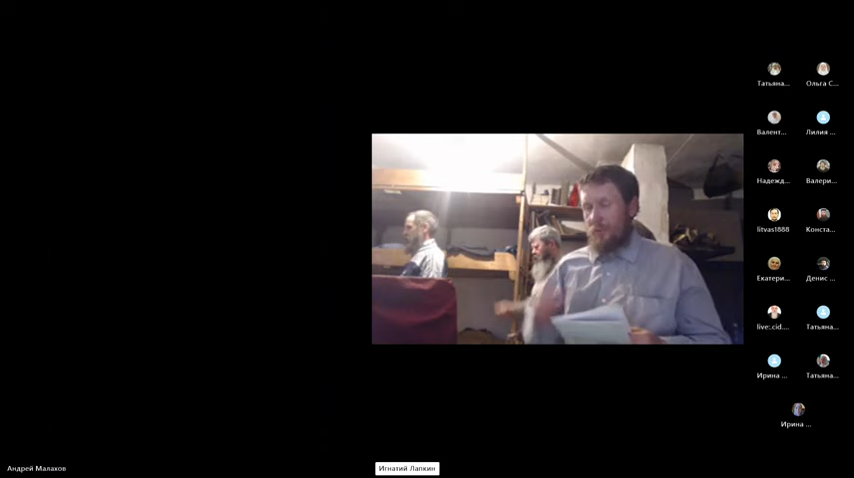 Татьяна...
Ольга С...
Валент...
Лилия ...
Надежд...
Валери...
litvas1888
Конста...
Екатери...
Денис ...
live:.cid....
Татьяна...
Ирина ...
Татьяна...
Ирина ...
Андрей Малахов
Игнатий Лапкин